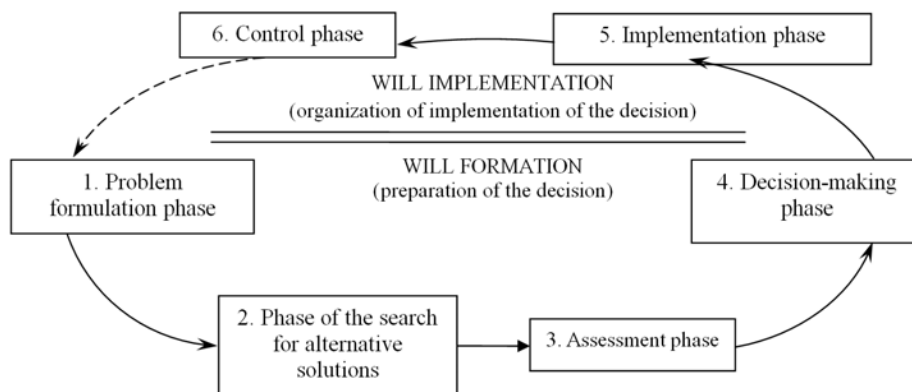 6. Control phase
5. Implementation phase
WILL IMPLEMENTATION
(organization of implementation of the decision)
WILL FORMATION
(preparation of the decision)
1. Problem
formulation phase
4. Decision-making
phase
2. Phase of the search
for alternative
solutions
3. Assessment phase